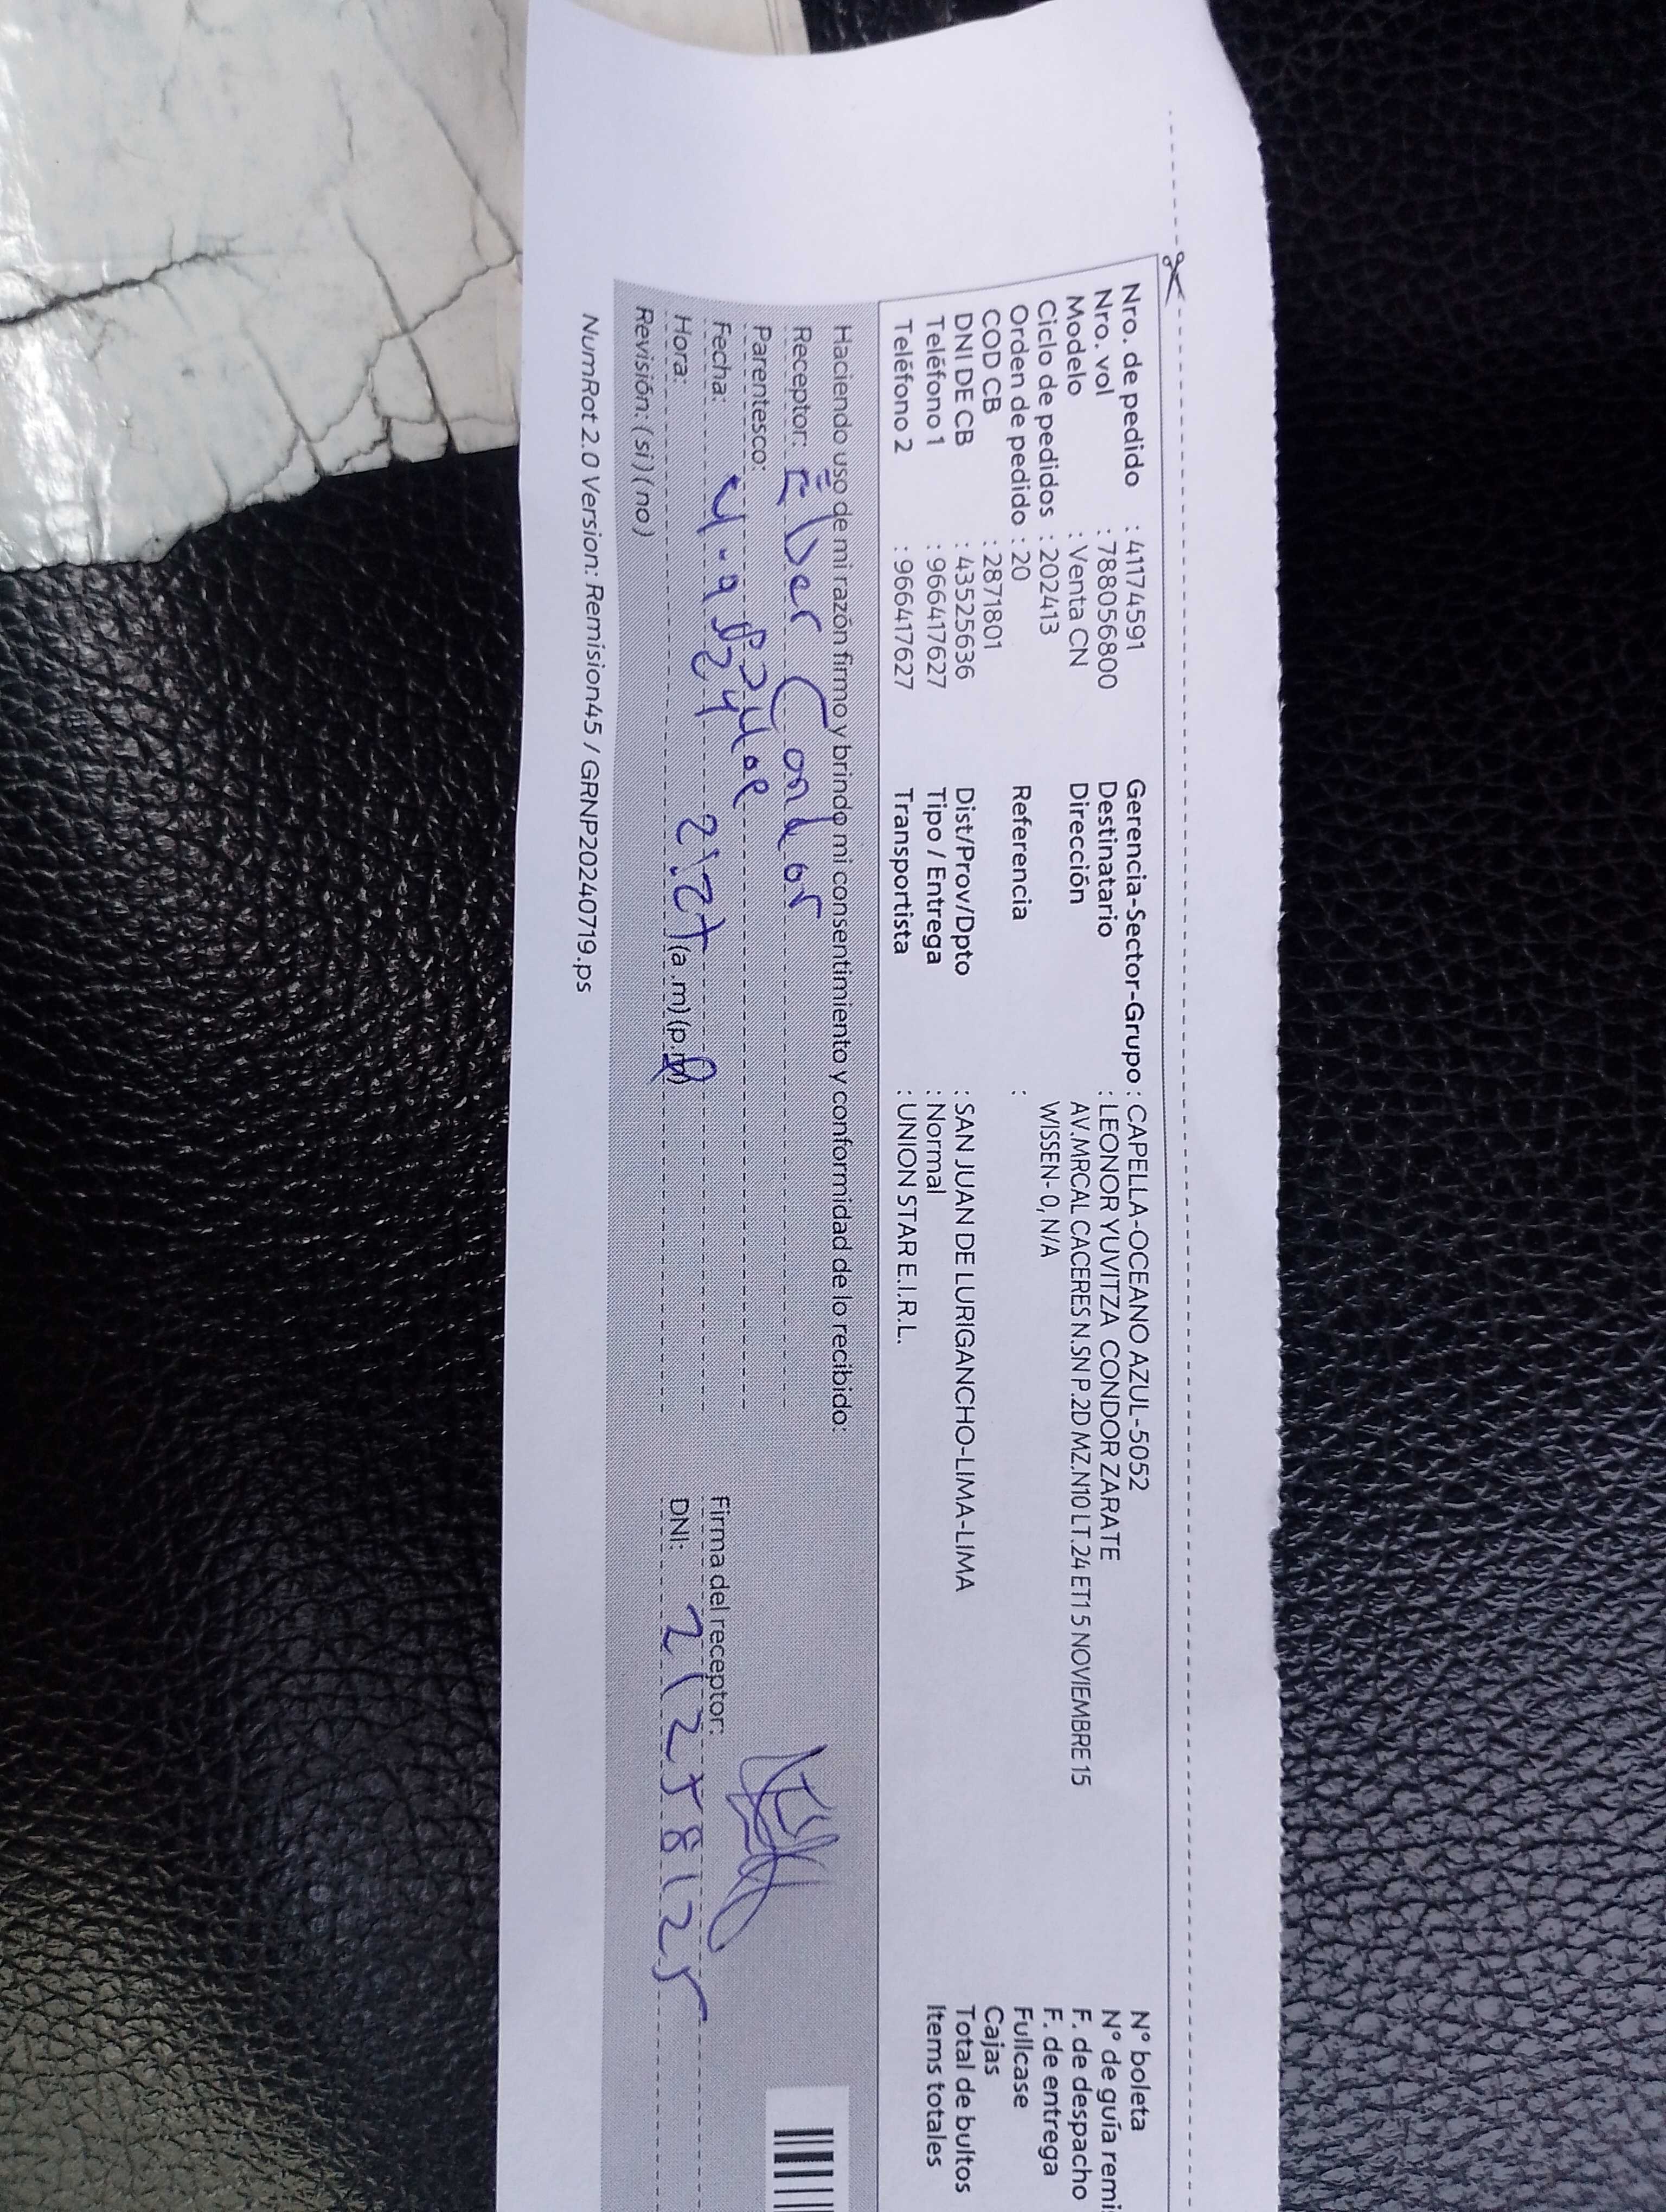 Nro. de pedido : 41174591 Gerencia-Sector-Grupo : CAPELLA-OCEANO AZUL-5052 N° boleta
Nro. vol : 7888056800 Destinatario : LEONOR YUVITZA CONDOR ZARATE N° de guía remi
Modelo : Venta CN Dirección AV.MRCAL CACERES N.SN P.2D MZ.N10 LT.24 ET1 5 NOVIEMBRE 15 F. de despacho
Ciclo de pedidos : 202413 WISSEN- 0, N/A F. de entrega
Orden de pedido : 20 Referencia : Fullcase
COD CB : 2871801 Cajas
DNI DE CB : 43525636 Dist/Prov/Dpto : SAN JUAN DE LURIGANCHO-LIMA-LIMA Total de bultos
Teléfono 1 : 966417627 Tipo / Entrega : Normal Items totales
Teléfono 2 : 966417627 Transportista : UNION STAR E.I.R.L.
Haciendo uso de mi razón firmo y brindo mi consentimiento y conformidad de lo recibido:
Receptor: Elver Condor
Parentesco:
Fecha: Firma del receptor:
Hora: (a.m)(p.m) DNI:
Revisión: (si)(no)
NumRot 2.0 Version: Remision45 / GRNP20240719.ps